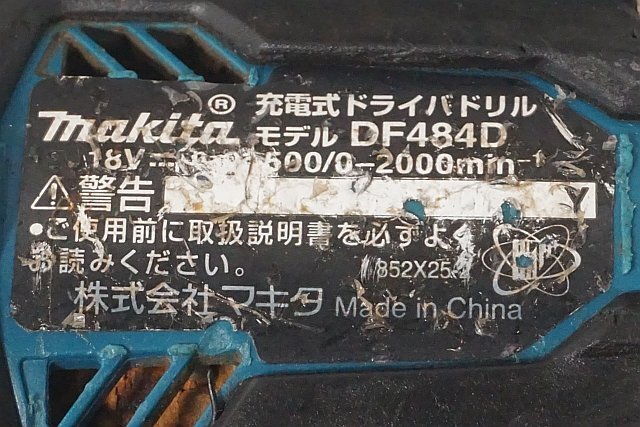 makita® 充電式ドライバドリル
モデル DF484D
18V 500/0-2000min⁻¹
⚠警告 Y
●ご使用前に取扱説明書を必ずよく
お読みください。
852X25
株式会社マキタ Made in China